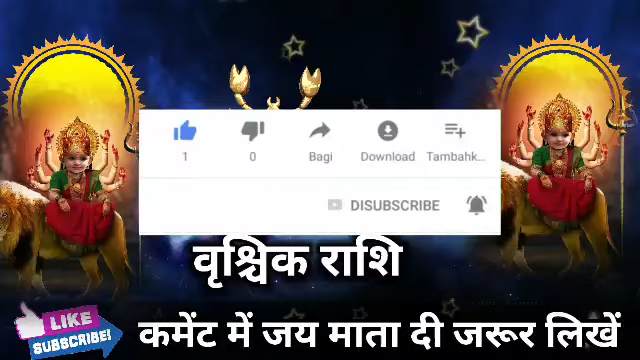 1
0
Bagi
Download
Tambahk...
DISUBSCRIBE
वृश्चिक राशि
LIKE
SUBSCRIBE!
कमेंट में जय माता दी जरूर लिखें